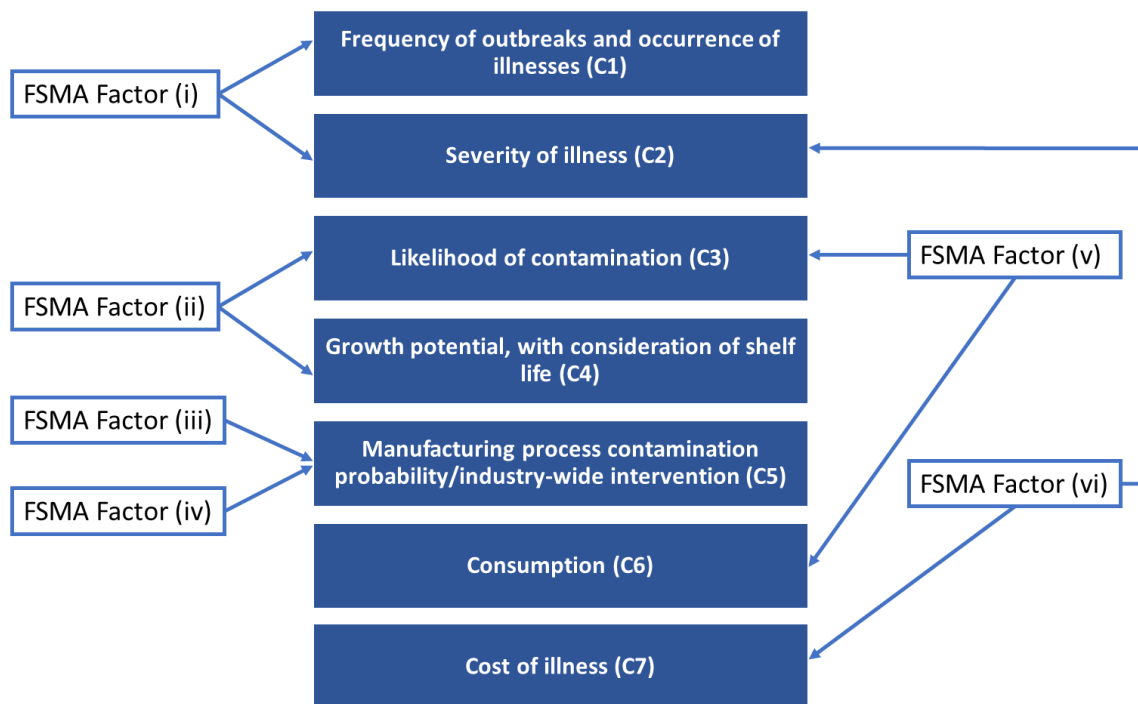 Frequency of outbreaks and occurrence of
illnesses (C1)
FSMA Factor (i)
Severity of illness (C2)
Likelihood of contamination (C3)
FSMA Factor (v)
FSMA Factor (ii)
Growth potential, with consideration of shelf
life (C4)
FSMA Factor (iii)
Manufacturing process contamination
probability/industry-wide intervention (C5)
FSMA Factor (vi)
FSMA Factor (iv)
Consumption (C6)
Cost of illness (C7)